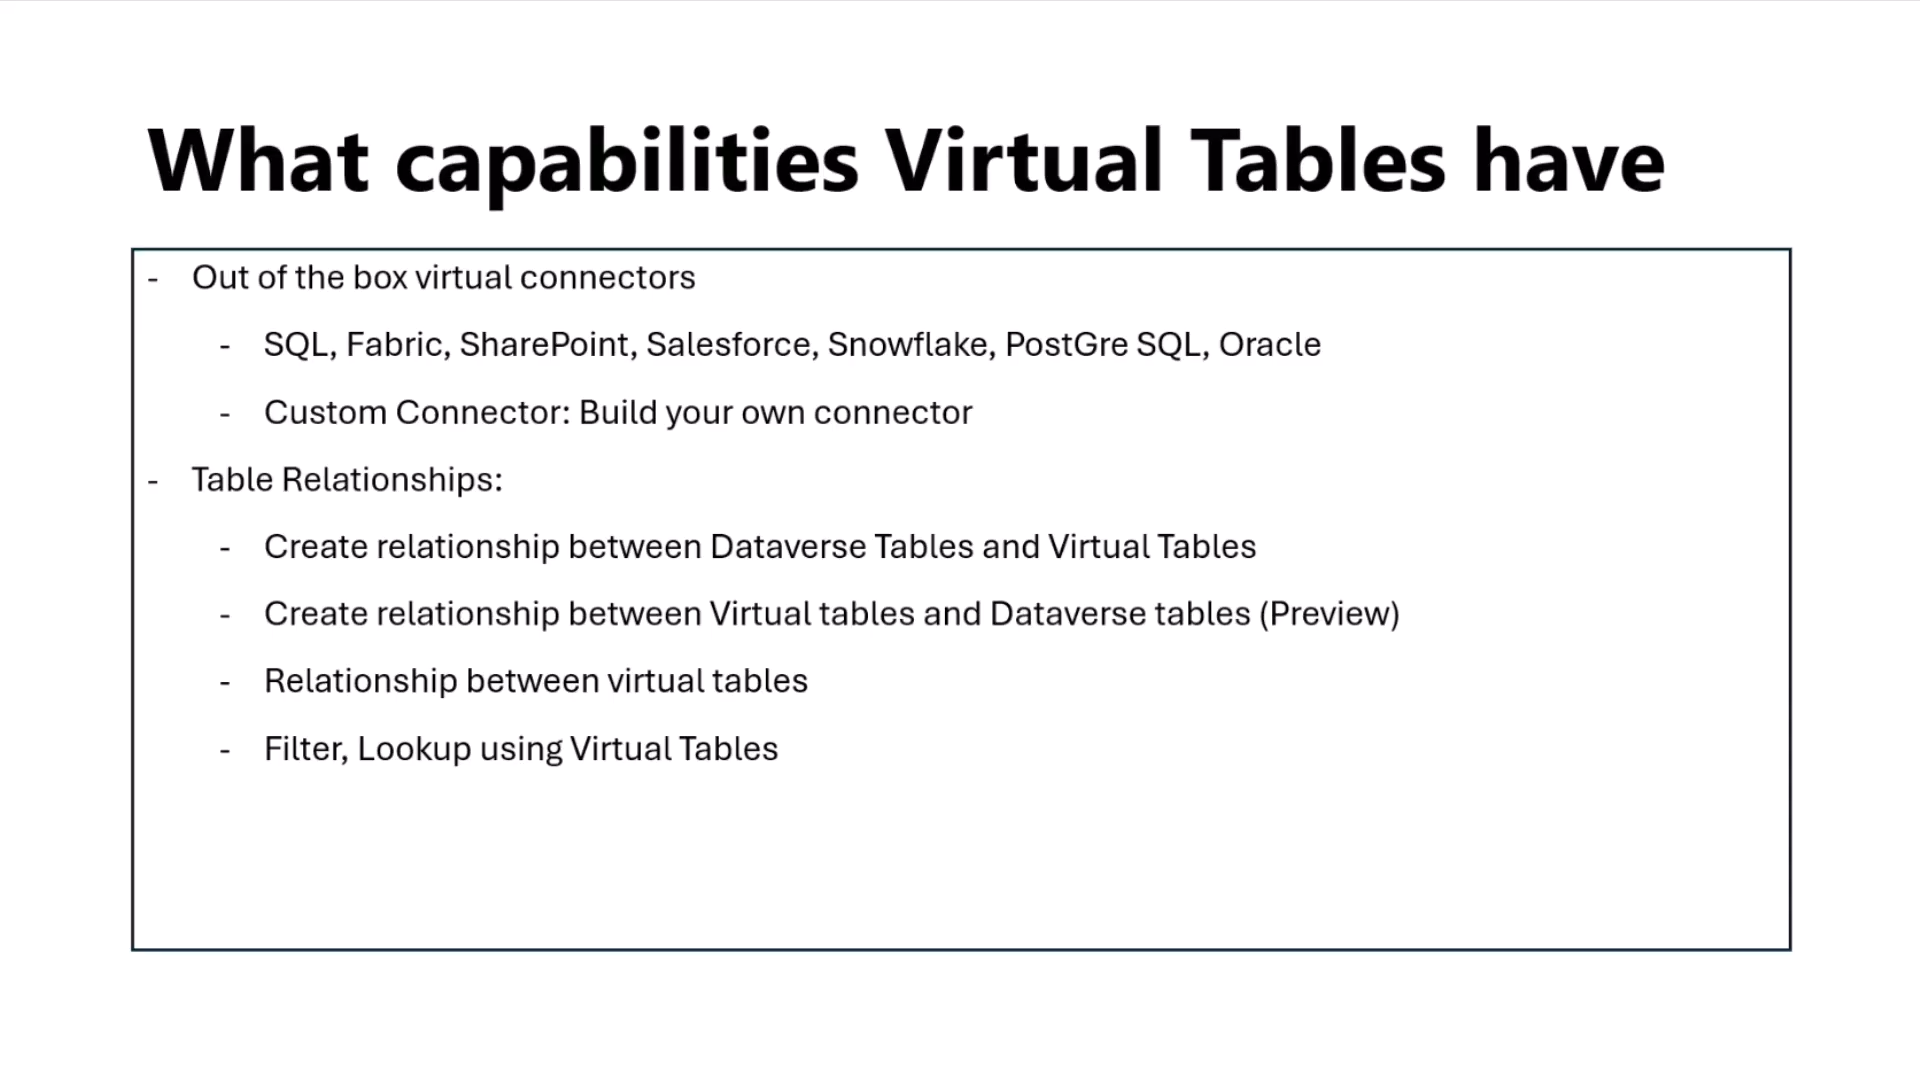 What capabilities Virtual Tables have
- Out of the box virtual connectors
- SQL, Fabric, SharePoint, Salesforce, Snowflake, PostGre SQL, Oracle
- Custom Connector: Build your own connector
- Table Relationships:
- Create relationship between Dataverse Tables and Virtual Tables
- Create relationship between Virtual tables and Dataverse tables (Preview)
- Relationship between virtual tables
- Filter, Lookup using Virtual Tables